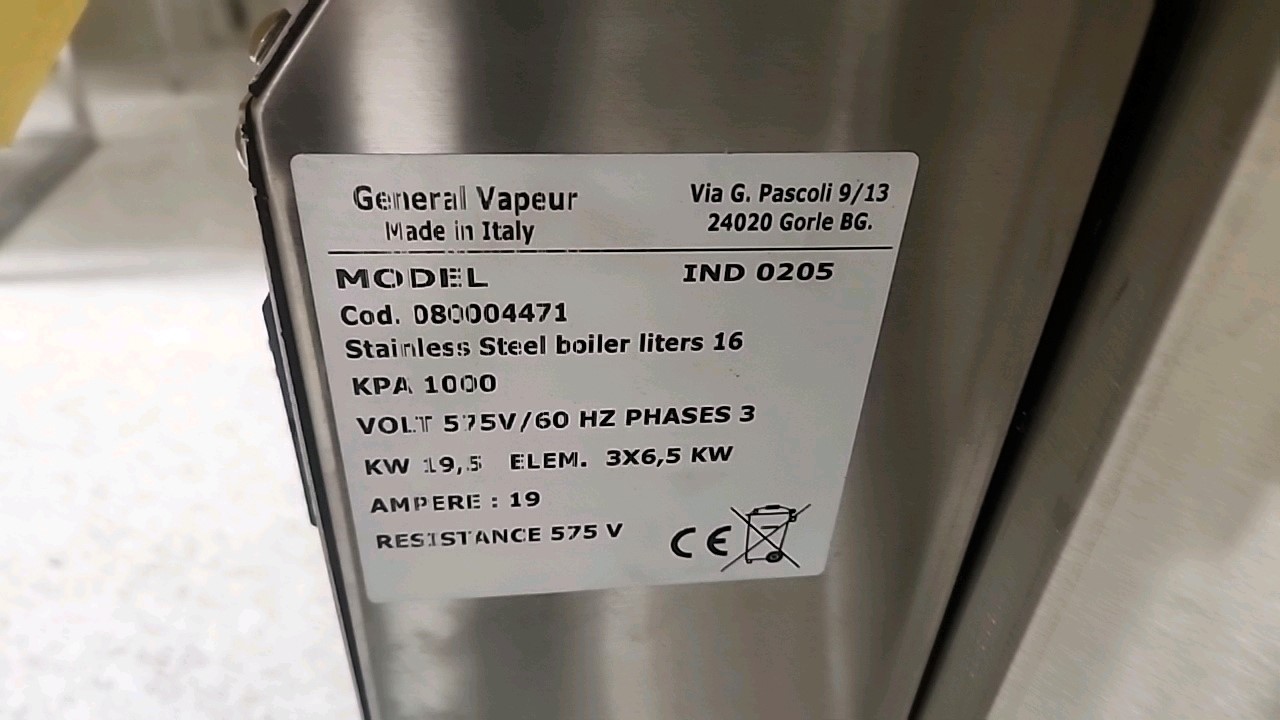 General Vapeur
Made in Italy
Via G. Pascoli 9/13
24020 Gorle BG.
MODEL IND 0205
Cod. 080004471
Stainless Steel boiler liters 16
KPA 1000
VOLT 575V/60 HZ PHASES 3
KW 19,5 ELEM. 3X6,5 KW
AMPERE : 19
RESISTANCE 575 V
CE